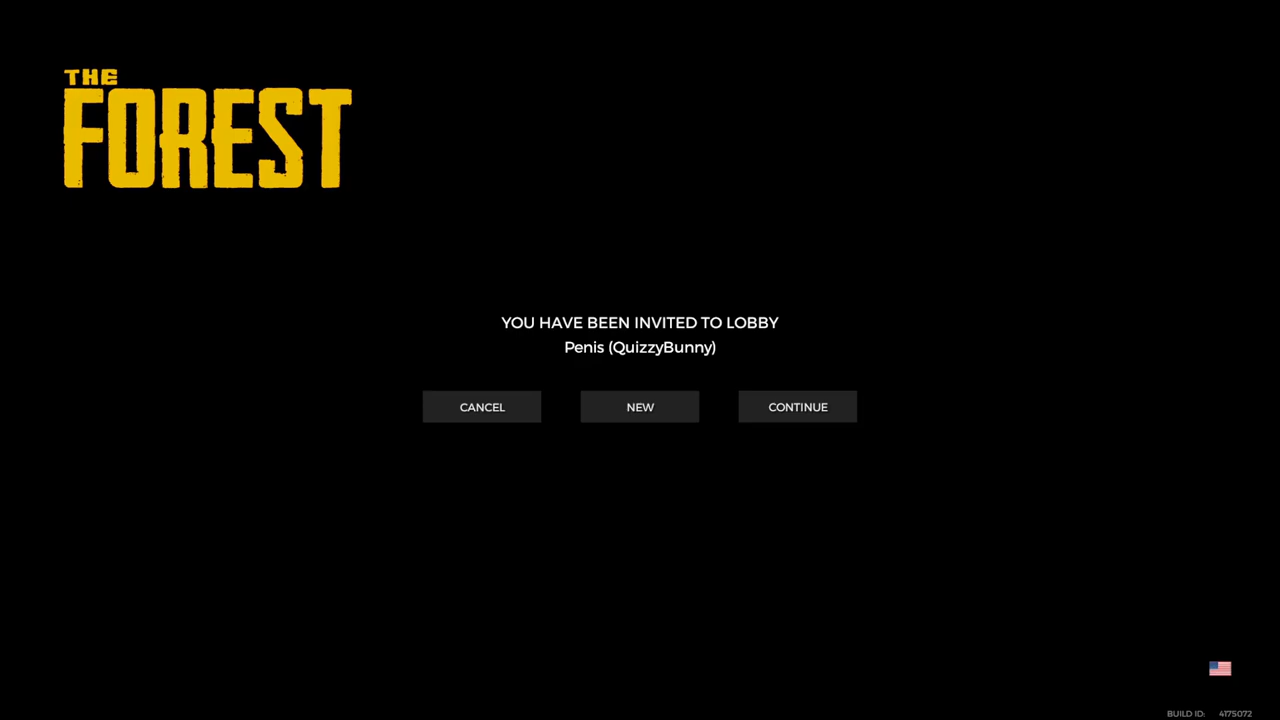 THE
FOREST
YOU HAVE BEEN INVITED TO LOBBY
Penis (QuizzyBunny)
CANCEL NEW CONTINUE
BUILD ID: 4175072